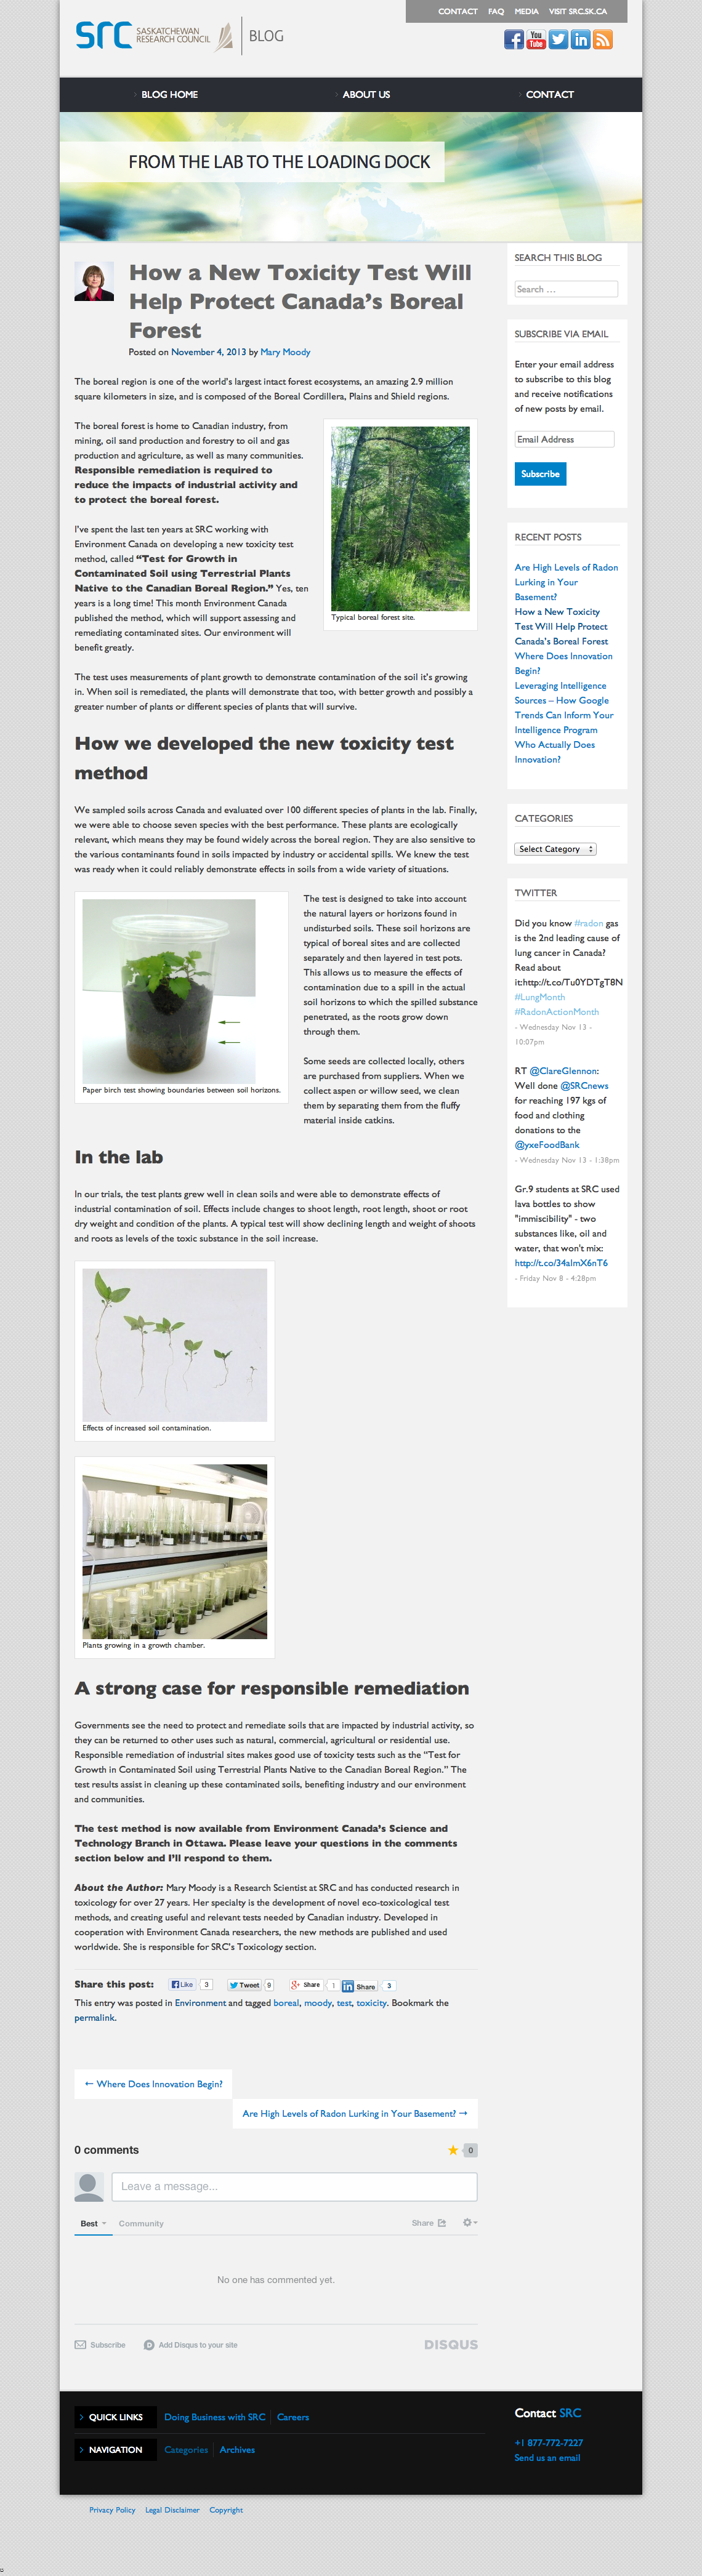 CONTACT FAQ MEDIA VISIT SRC.SK.CA
src SASKATCHEWAN RESEARCH COUNCIL BLOG
You Tube
BLOG HOME ABOUT US CONTACT
FROM THE LAB TO THE LOADING DOCK
How a New Toxicity Test Will
Help Protect Canada's Boreal
Forest
Posted on November 4, 2013 by Mary Moody
The boreal region is one of the world's largest intact forest ecosystems, an amazing 2.9 million
square kilometers in size, and is composed of the Boreal Cordillera, Plains and Shield regions.
The boreal forest is home to Canadian industry, from
mining, oil sand production and forestry to oil and gas
production and agriculture, as well as many communities.
Responsible remediation is required to
reduce the impacts of industrial activity and
to protect the boreal forest.
I've spent the last ten years at SRC working with
Environment Canada on developing a new toxicity test
method, called “Test for Growth in
Contaminated Soil using Terrestrial Plants
Native to the Canadian Boreal Region.” Yes, ten
years is a long time! This month Environment Canada
published the method, which will support assessing and
remediating contaminated sites. Our environment will
benefit greatly.
Typical boreal forest site.
The test uses measurements of plant growth to demonstrate contamination of the soil it's growing
in. When soil is remediated, the plants will demonstrate that too, with better growth and possibly a
greater number of plants or different species of plants that will survive.
How we developed the new toxicity test
method
We sampled soils across Canada and evaluated over 100 different species of plants in the lab. Finally,
we were able to choose seven species with the best performance. These plants are ecologically
relevant, which means they may be found widely across the boreal region. They are also sensitive to
the various contaminants found in soils impacted by industry or accidental spills. We knew the test
was ready when it could reliably demonstrate effects in soils from a wide variety of situations.
Paper birch test showing boundaries between soil horizons.
The test is designed to take into account
the natural layers or horizons found in
undisturbed soils. These soil horizons are
typical of boreal sites and are collected
separately and then layered in test pots.
This allows us to measure the effects of
contamination due to a spill in the actual
soil horizons to which the spilled substance
penetrated, as the roots grow down
through them.
Some seeds are collected locally, others
are purchased from suppliers. When we
collect aspen or willow seed, we clean
them by separating them from the fluffy
material inside catkins.
In the lab
In our trials, the test plants grew well in clean soils and were able to demonstrate effects of
industrial contamination of soil. Effects include changes to shoot length, root length, shoot or root
dry weight and condition of the plants. A typical test will show declining length and weight of shoots
and roots as levels of the toxic substance in the soil increase.
Effects of increased soil contamination.
Plants growing in a growth chamber.
A strong case for responsible remediation
Governments see the need to protect and remediate soils that are impacted by industrial activity, so
they can be returned to other uses such as natural, commercial, agricultural or residential use.
Responsible remediation of industrial sites makes good use of toxicity tests such as the “Test for
Growth in Contaminated Soil using Terrestrial Plants Native to the Canadian Boreal Region.” The
test results assist in cleaning up these contaminated soils, benefiting industry and our environment
and communities.
The test method is now available from Environment Canada's Science and
Technology Branch in Ottawa. Please leave your questions in the comments
section below and I'll respond to them.
About the Author: Mary Moody is a Research Scientist at SRC and has conducted research in
toxicology for over 27 years. Her specialty is the development of novel eco-toxicological test
methods, and creating useful and relevant tests needed by Canadian industry. Developed in
cooperation with Environment Canada researchers, the new methods are published and used
worldwide. She is responsible for SRC's Toxicology section.
Share this post: Like 3 Tweet 9 Share 1 Share 3
This entry was posted in Environment and tagged boreal, moody, test, toxicity. Bookmark the
permalink.
← Where Does Innovation Begin?
Are High Levels of Radon Lurking in Your Basement? →
0 comments 0
Leave a message...
Best Community Share
No one has commented yet.
Subscribe Add Disqus to your site DISQUS
SEARCH THIS BLOG
Search …
SUBSCRIBE VIA EMAIL
Enter your email address
to subscribe to this blog
and receive notifications
of new posts by email.
Email Address
Subscribe
RECENT POSTS
Are High Levels of Radon
Lurking in Your
Basement?
How a New Toxicity
Test Will Help Protect
Canada's Boreal Forest
Where Does Innovation
Begin?
Leveraging Intelligence
Sources – How Google
Trends Can Inform Your
Intelligence Program
Who Actually Does
Innovation?
CATEGORIES
Select Category
TWITTER
Did you know #radon gas
is the 2nd leading cause of
lung cancer in Canada?
Read about
it:http://t.co/Tu0YDTgT8N
#LungMonth
#RadonActionMonth
- Wednesday Nov 13 -
10:07pm
RT @ClareGlennon:
Well done @SRCnews
for reaching 197 kgs of
food and clothing
donations to the
@yxeFoodBank
- Wednesday Nov 13 - 1:38pm
Gr.9 students at SRC used
lava bottles to show
"immiscibility" - two
substances like, oil and
water, that won't mix:
http://t.co/34almX6nT6
- Friday Nov 8 - 4:28pm
QUICK LINKS Doing Business with SRC Careers
NAVIGATION Categories Archives
Contact SRC
+1 877-772-7227
Send us an email
Privacy Policy Legal Disclaimer Copyright